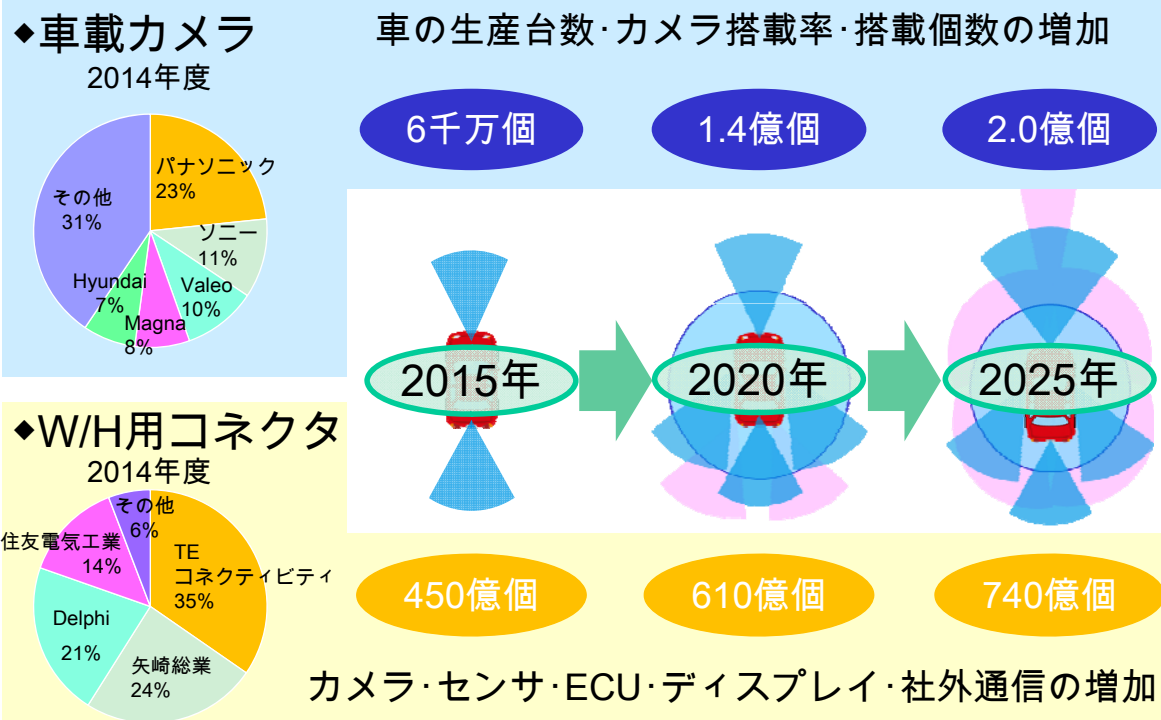 ◆車載カメラ
2014年度
パナソニック
23%
ソニー
11%
Valeo
10%
Magna
8%
Hyundai
7%
その他
31%
車の生産台数･カメラ搭載率･搭載個数の増加
6千万個
1.4億個
2.0億個
2015年
2020年
2025年
◆W/H用コネクタ
2014年度
TE
コネクティビティ
35%
矢崎総業
24%
Delphi
21%
住友電気工業
14%
その他
6%
450億個
610億個
740億個
カメラ･センサ･ECU･ディスプレイ･社外通信の増加